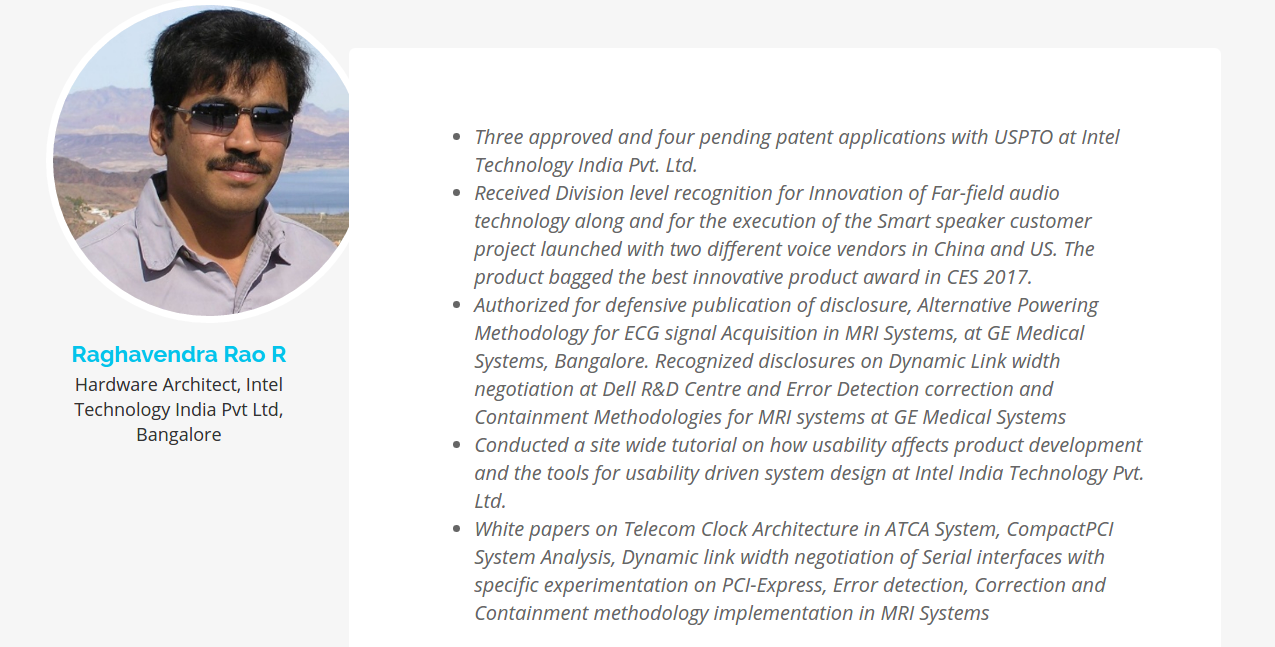 Raghavendra Rao R
Hardware Architect, Intel
Technology India Pvt Ltd,
Bangalore
Three approved and four pending patent applications with USPTO at Intel
Technology India Pvt. Ltd.
Received Division level recognition for Innovation of Far-field audio
technology along and for the execution of the Smart speaker customer
project launched with two different voice vendors in China and US. The
product bagged the best innovative product award in CES 2017.
Authorized for defensive publication of disclosure, Alternative Powering
Methodology for ECG signal Acquisition in MRI Systems, at GE Medical
Systems, Bangalore. Recognized disclosures on Dynamic Link width
negotiation at Dell R&D Centre and Error Detection correction and
Containment Methodologies for MRI systems at GE Medical Systems
Conducted a site wide tutorial on how usability affects product development
and the tools for usability driven system design at Intel India Technology Pvt.
Ltd.
White papers on Telecom Clock Architecture in ATCA System, CompactPCI
System Analysis, Dynamic link width negotiation of Serial interfaces with
specific experimentation on PCI-Express, Error detection, Correction and
Containment methodology implementation in MRI Systems